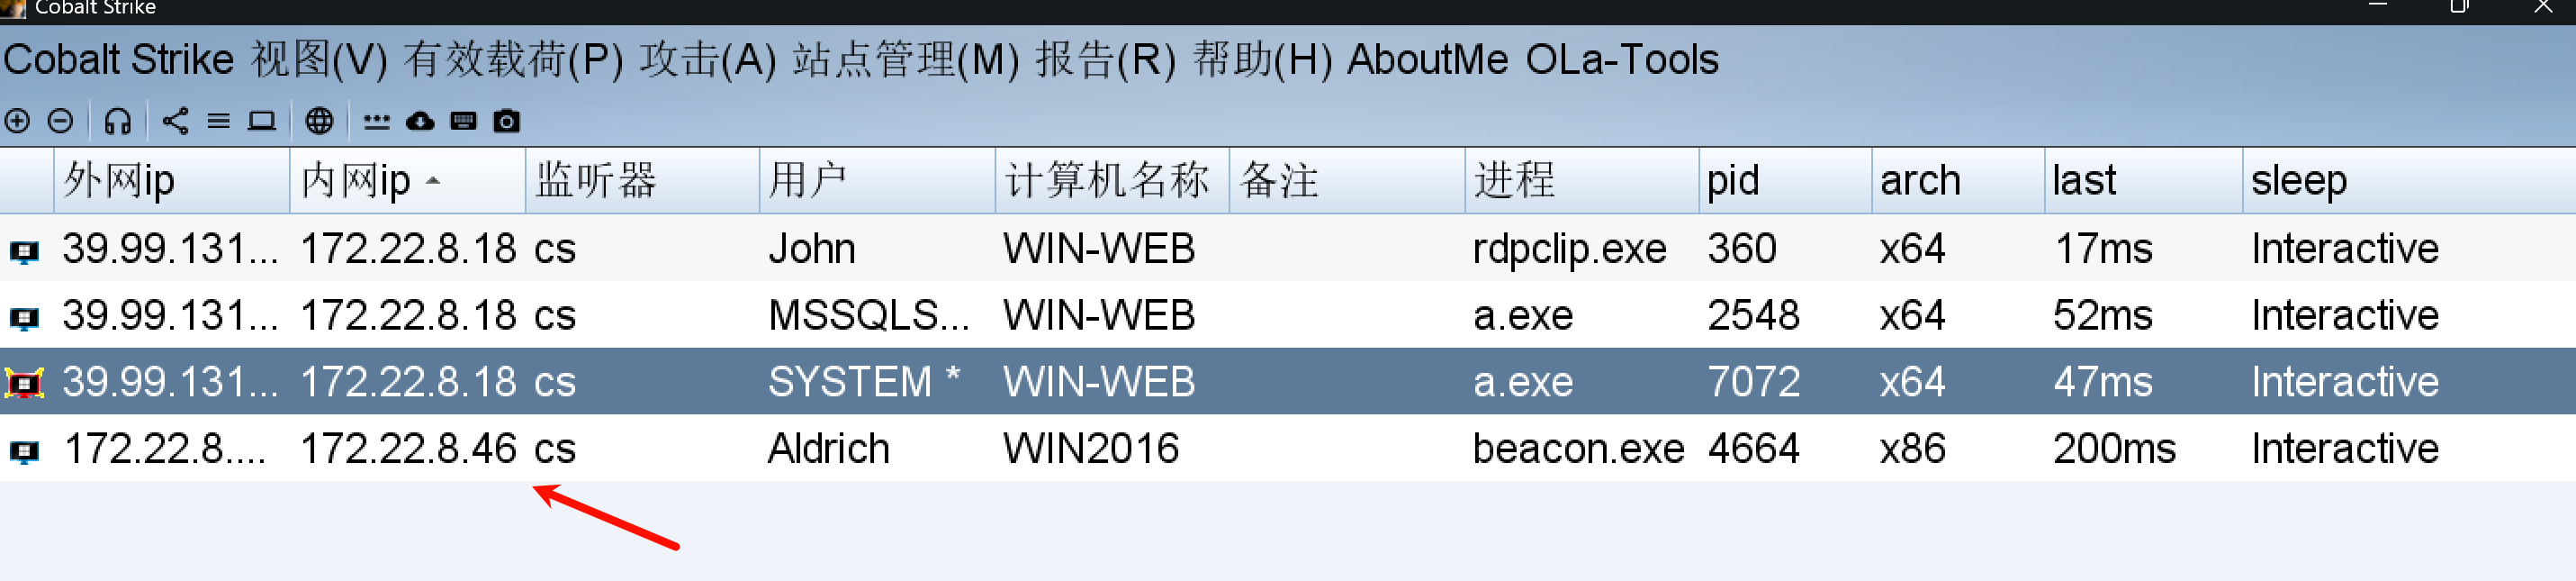 Cobalt Strike
Cobalt Strike 视图(V) 有效载荷(P) 攻击(A) 站点管理(M) 报告(R) 帮助(H) AboutMe OLa-Tools
外网ip 内网ip 监听器 用户 计算机名称 备注 进程 pid arch last sleep
39.99.131... 172.22.8.18 cs John WIN-WEB rdpclip.exe 360 x64 17ms Interactive
39.99.131... 172.22.8.18 cs MSSQLS... WIN-WEB a.exe 2548 x64 52ms Interactive
39.99.131... 172.22.8.18 cs SYSTEM * WIN-WEB a.exe 7072 x64 47ms Interactive
172.22.8.... 172.22.8.46 cs Aldrich WIN2016 beacon.exe 4664 x86 200ms Interactive